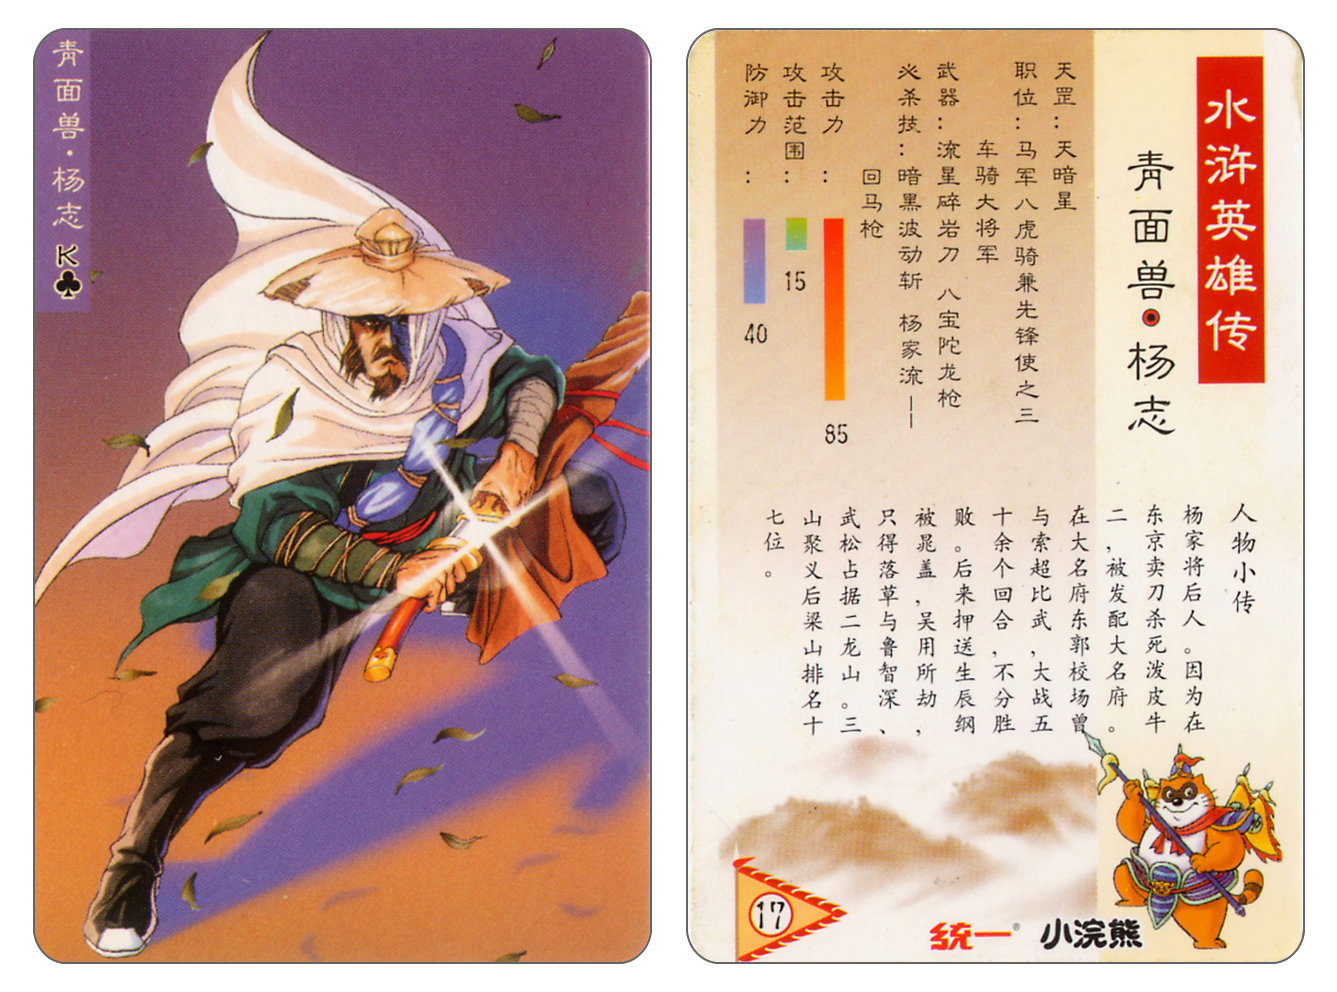 青面兽·杨志
K
水浒英雄传
青面兽·杨志
天罡：天暗星
职位：马军八虎骑兼先锋使之三
车骑大将军
武器：流星碎岩刀 八宝陀龙枪
必杀技：暗黑波动斩 杨家流—
回马枪
攻击力：
85
攻击范围：
15
防御力：
40
人物小传
杨家将后人。因为在
东京卖刀杀死泼皮牛
二，被发配大名府。
在大名府东郭校场曾
与索超比武，大战五
十余个回合，不分胜
败。后来押送生辰纲
被晁盖，吴用所劫，
只得落草与鲁智深、
武松占据二龙山。三
山聚义后梁山排名十
七位。
17
统一® 小浣熊